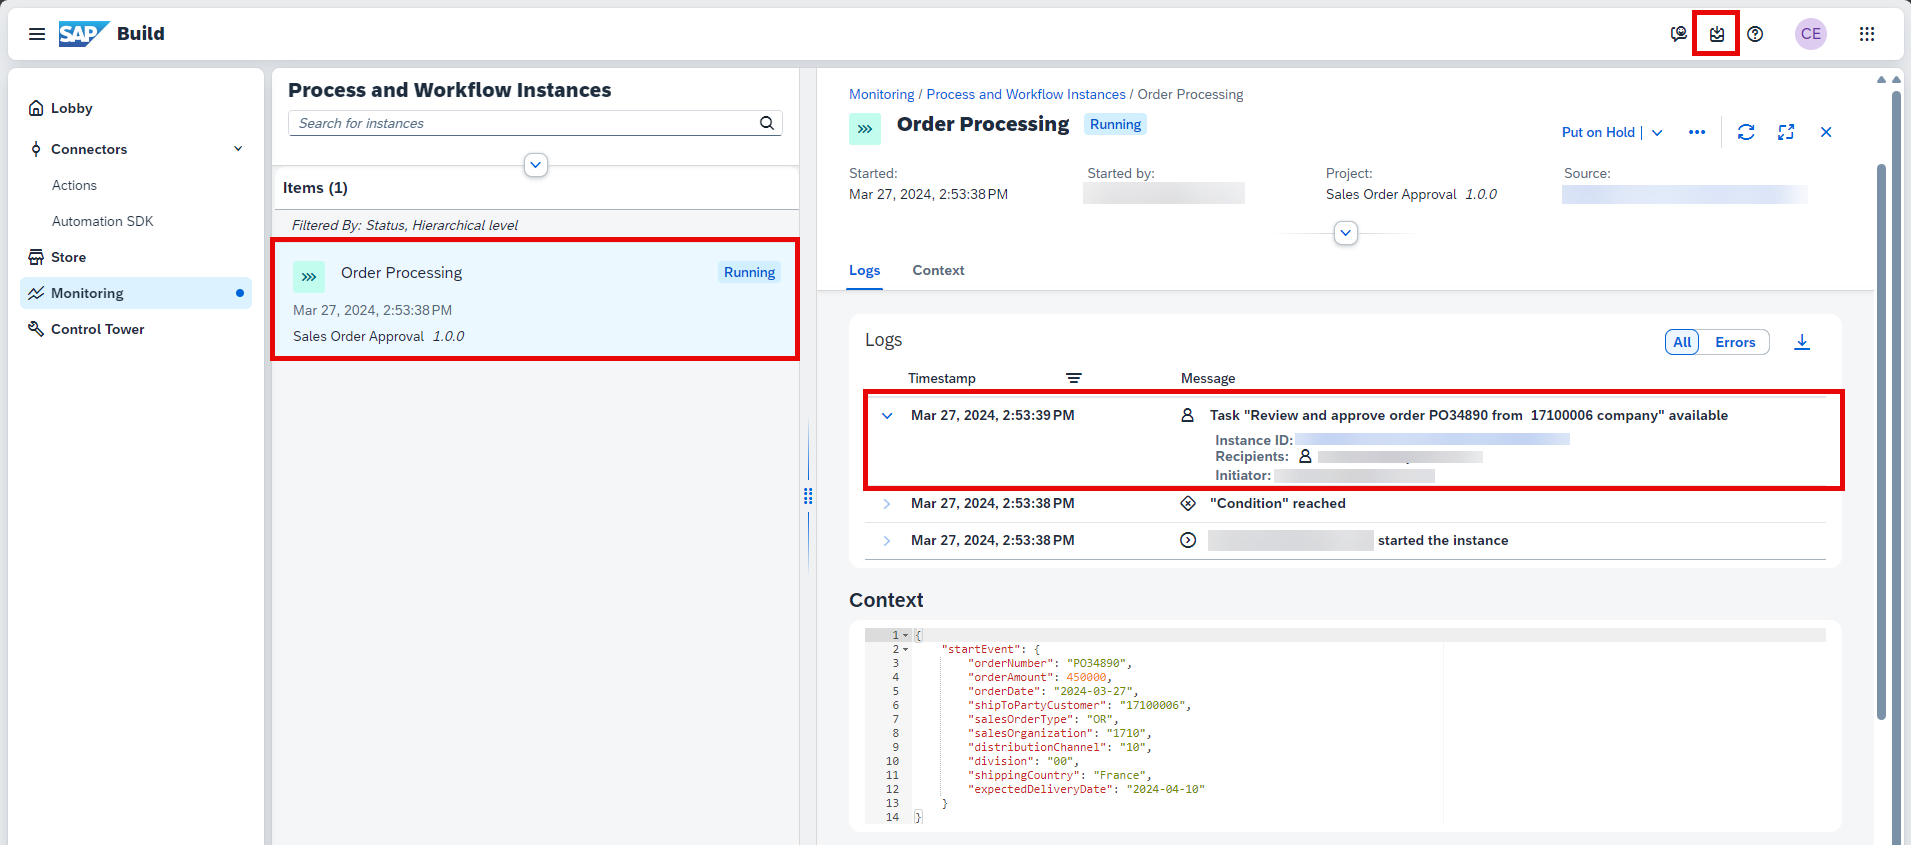 SAP Build
CE
Lobby
Connectors
Actions
Automation SDK
Store
Monitoring
Control Tower
Process and Workflow Instances
Search for instances
Items (1)
Filtered By: Status, Hierarchical level
Order Processing Running
Mar 27, 2024, 2:53:38 PM
Sales Order Approval 1.0.0
Monitoring / Process and Workflow Instances / Order Processing
Order Processing Running
Put on Hold
Started: Started by: Project: Source:
Mar 27, 2024, 2:53:38 PM Sales Order Approval 1.0.0
Logs Context
Logs All Errors
Timestamp Message
Mar 27, 2024, 2:53:39 PM Task "Review and approve order PO34890 from 17100006 company" available
Instance ID:
Recipients:
Initiator:
Mar 27, 2024, 2:53:38 PM "Condition" reached
Mar 27, 2024, 2:53:38 PM started the instance
Context
1 {
2 "startEvent": {
3 "orderNumber": "PO34890",
4 "orderAmount": 450000,
5 "orderDate": "2024-03-27",
6 "shipToPartyCustomer": "17100006",
7 "salesOrderType": "OR",
8 "salesOrganization": "1710",
9 "distributionChannel": "10",
10 "division": "00",
11 "shippingCountry": "France",
12 "expectedDeliveryDate": "2024-04-10"
13 }
14 }